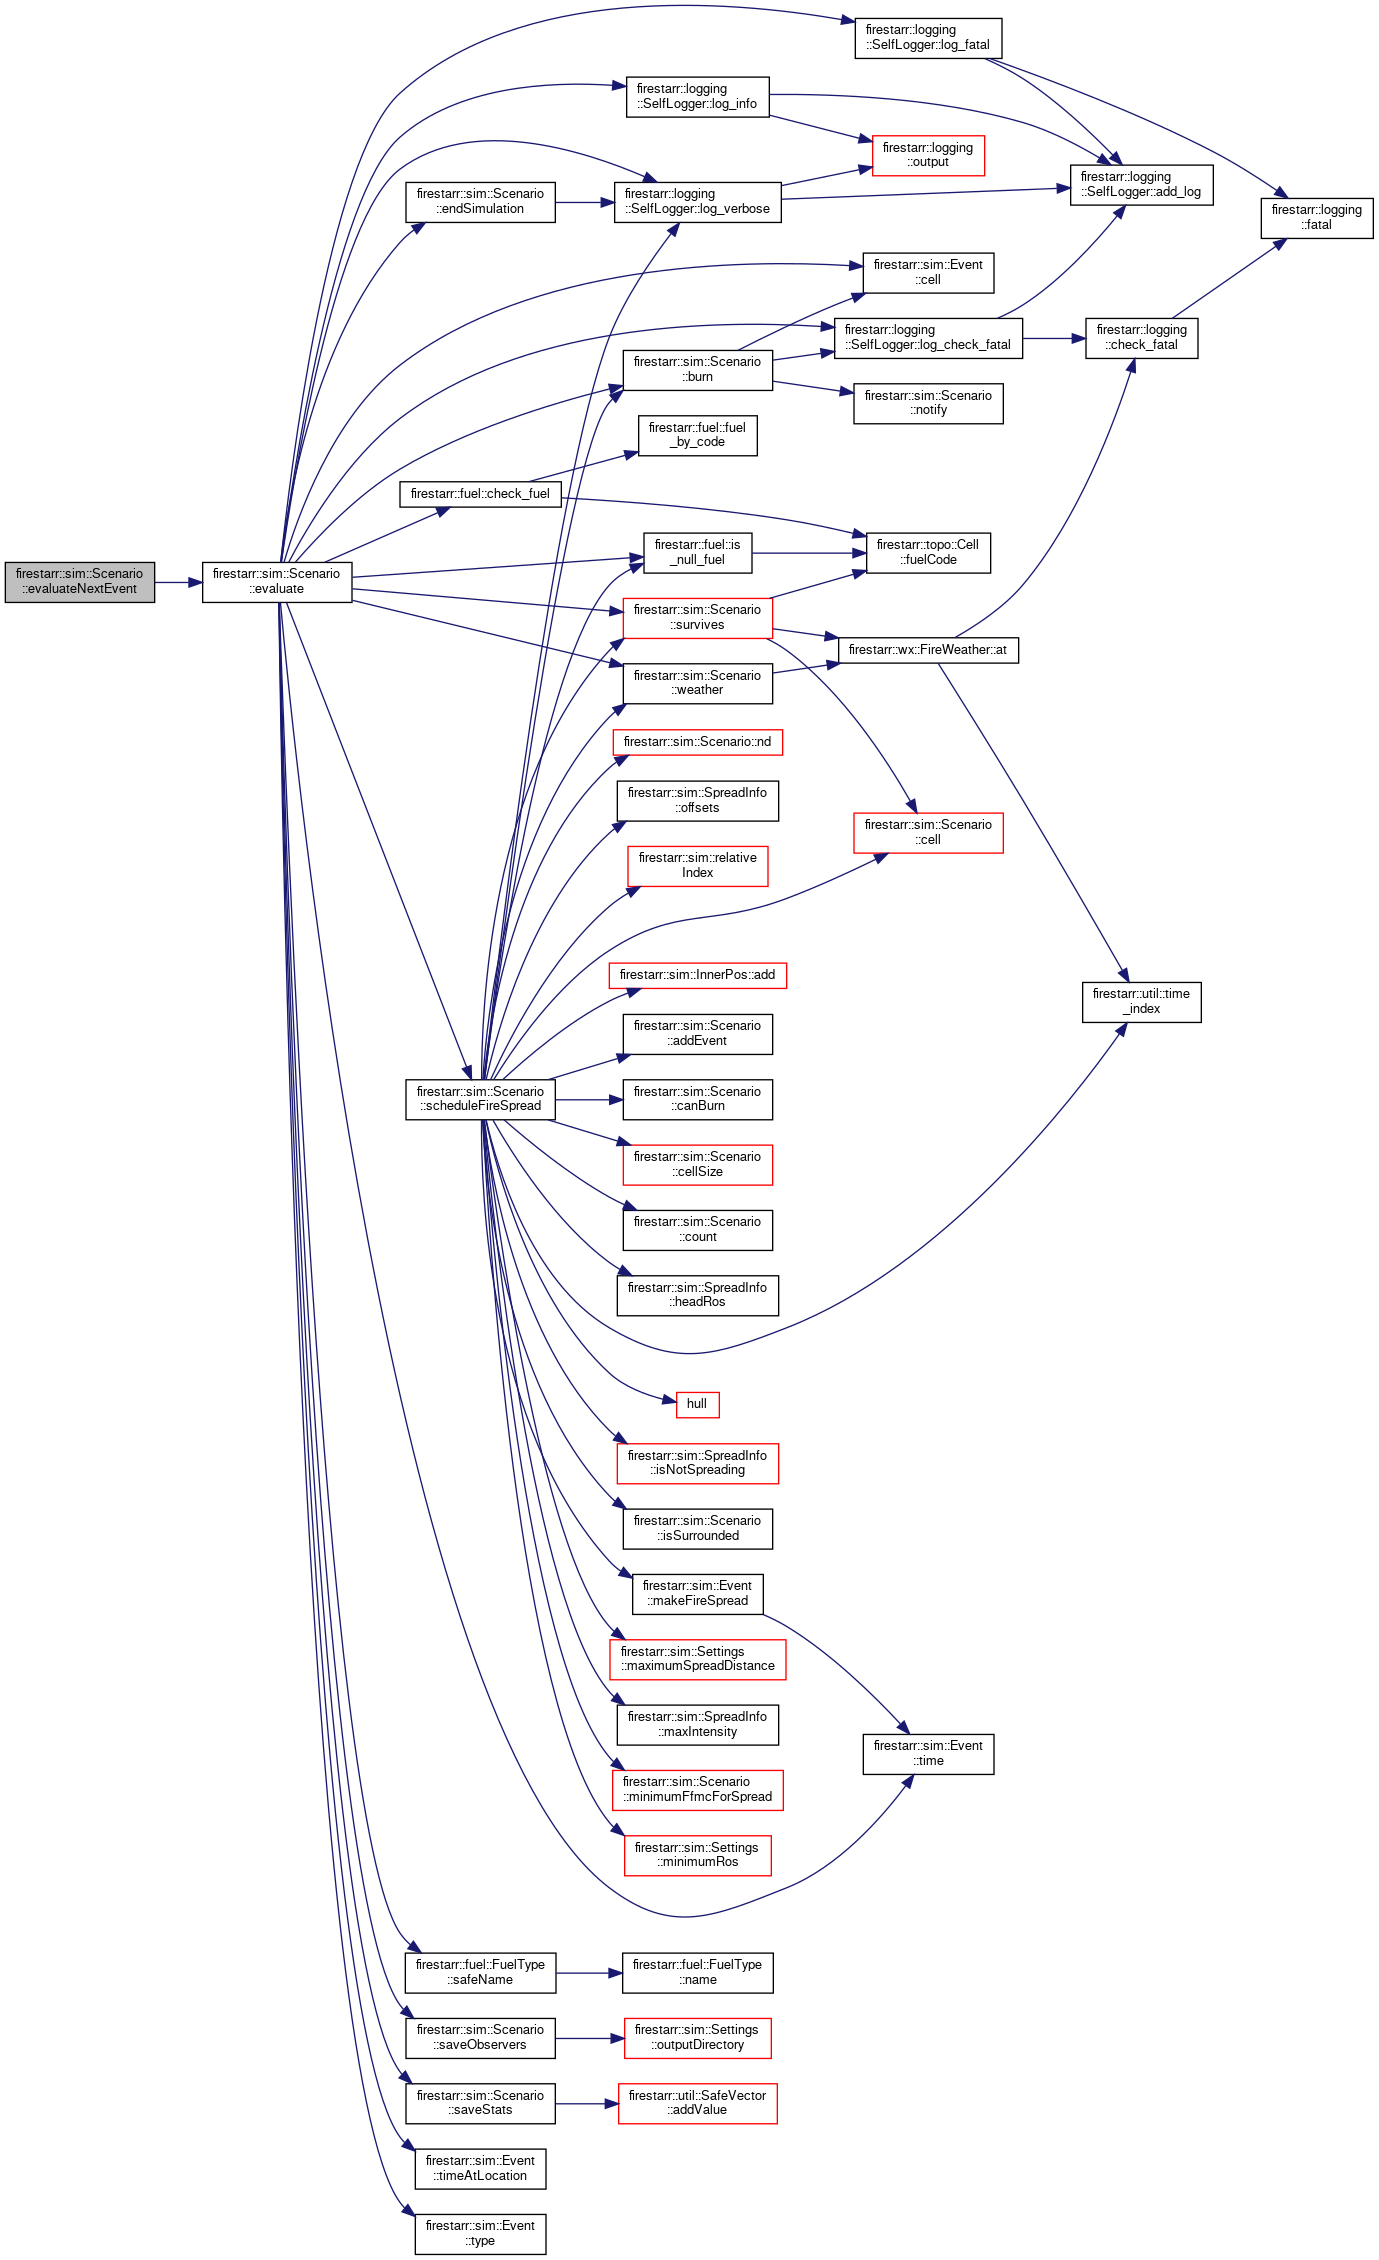 firestarr::logging
::SelfLogger::log_fatal
firestarr::logging
::SelfLogger::log_info
firestarr::logging
::output
firestarr::logging
::SelfLogger::add_log
firestarr::sim::Scenario
::endSimulation
firestarr::logging
::SelfLogger::log_verbose
firestarr::logging
::fatal
firestarr::sim::Event
::cell
firestarr::logging
::SelfLogger::log_check_fatal
firestarr::logging
::check_fatal
firestarr::sim::Scenario
::burn
firestarr::sim::Scenario
::notify
firestarr::fuel::fuel
_by_code
firestarr::fuel::check_fuel
firestarr::fuel::is
_null_fuel
firestarr::topo::Cell
::fuelCode
firestarr::sim::Scenario
::evaluateNextEvent
firestarr::sim::Scenario
::evaluate
firestarr::sim::Scenario
::survives
firestarr::wx::FireWeather::at
firestarr::sim::Scenario
::weather
firestarr::sim::Scenario::nd
firestarr::sim::SpreadInfo
::offsets
firestarr::sim::Scenario
::cell
firestarr::sim::relative
Index
firestarr::sim::InnerPos::add
firestarr::util::time
_index
firestarr::sim::Scenario
::addEvent
firestarr::sim::Scenario
::scheduleFireSpread
firestarr::sim::Scenario
::canBurn
firestarr::sim::Scenario
::cellSize
firestarr::sim::Scenario
::count
firestarr::sim::SpreadInfo
::headRos
hull
firestarr::sim::SpreadInfo
::isNotSpreading
firestarr::sim::Scenario
::isSurrounded
firestarr::sim::Event
::makeFireSpread
firestarr::sim::Settings
::maximumSpreadDistance
firestarr::sim::SpreadInfo
::maxIntensity
firestarr::sim::Event
::time
firestarr::sim::Scenario
::minimumFfmcForSpread
firestarr::sim::Settings
::minimumRos
firestarr::fuel::FuelType
::safeName
firestarr::fuel::FuelType
::name
firestarr::sim::Scenario
::saveObservers
firestarr::sim::Settings
::outputDirectory
firestarr::sim::Scenario
::saveStats
firestarr::util::SafeVector
::addValue
firestarr::sim::Event
::timeAtLocation
firestarr::sim::Event
::type